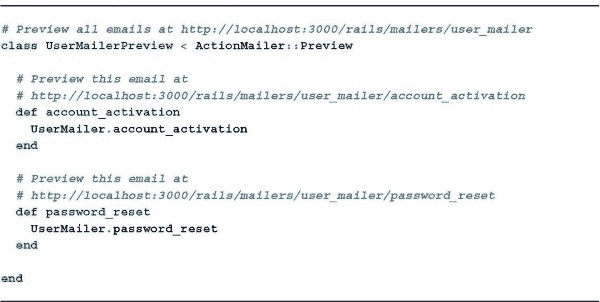 # Preview all emails at http://localhost:3000/rails/mailers/user_mailer
class UserMailerPreview < ActionMailer::Preview
# Preview this email at
# http://localhost:3000/rails/mailers/user_mailer/account_activation
def account_activation
UserMailer.account_activation
end
# Preview this email at
# http://localhost:3000/rails/mailers/user_mailer/password_reset
def password_reset
UserMailer.password_reset
end
end